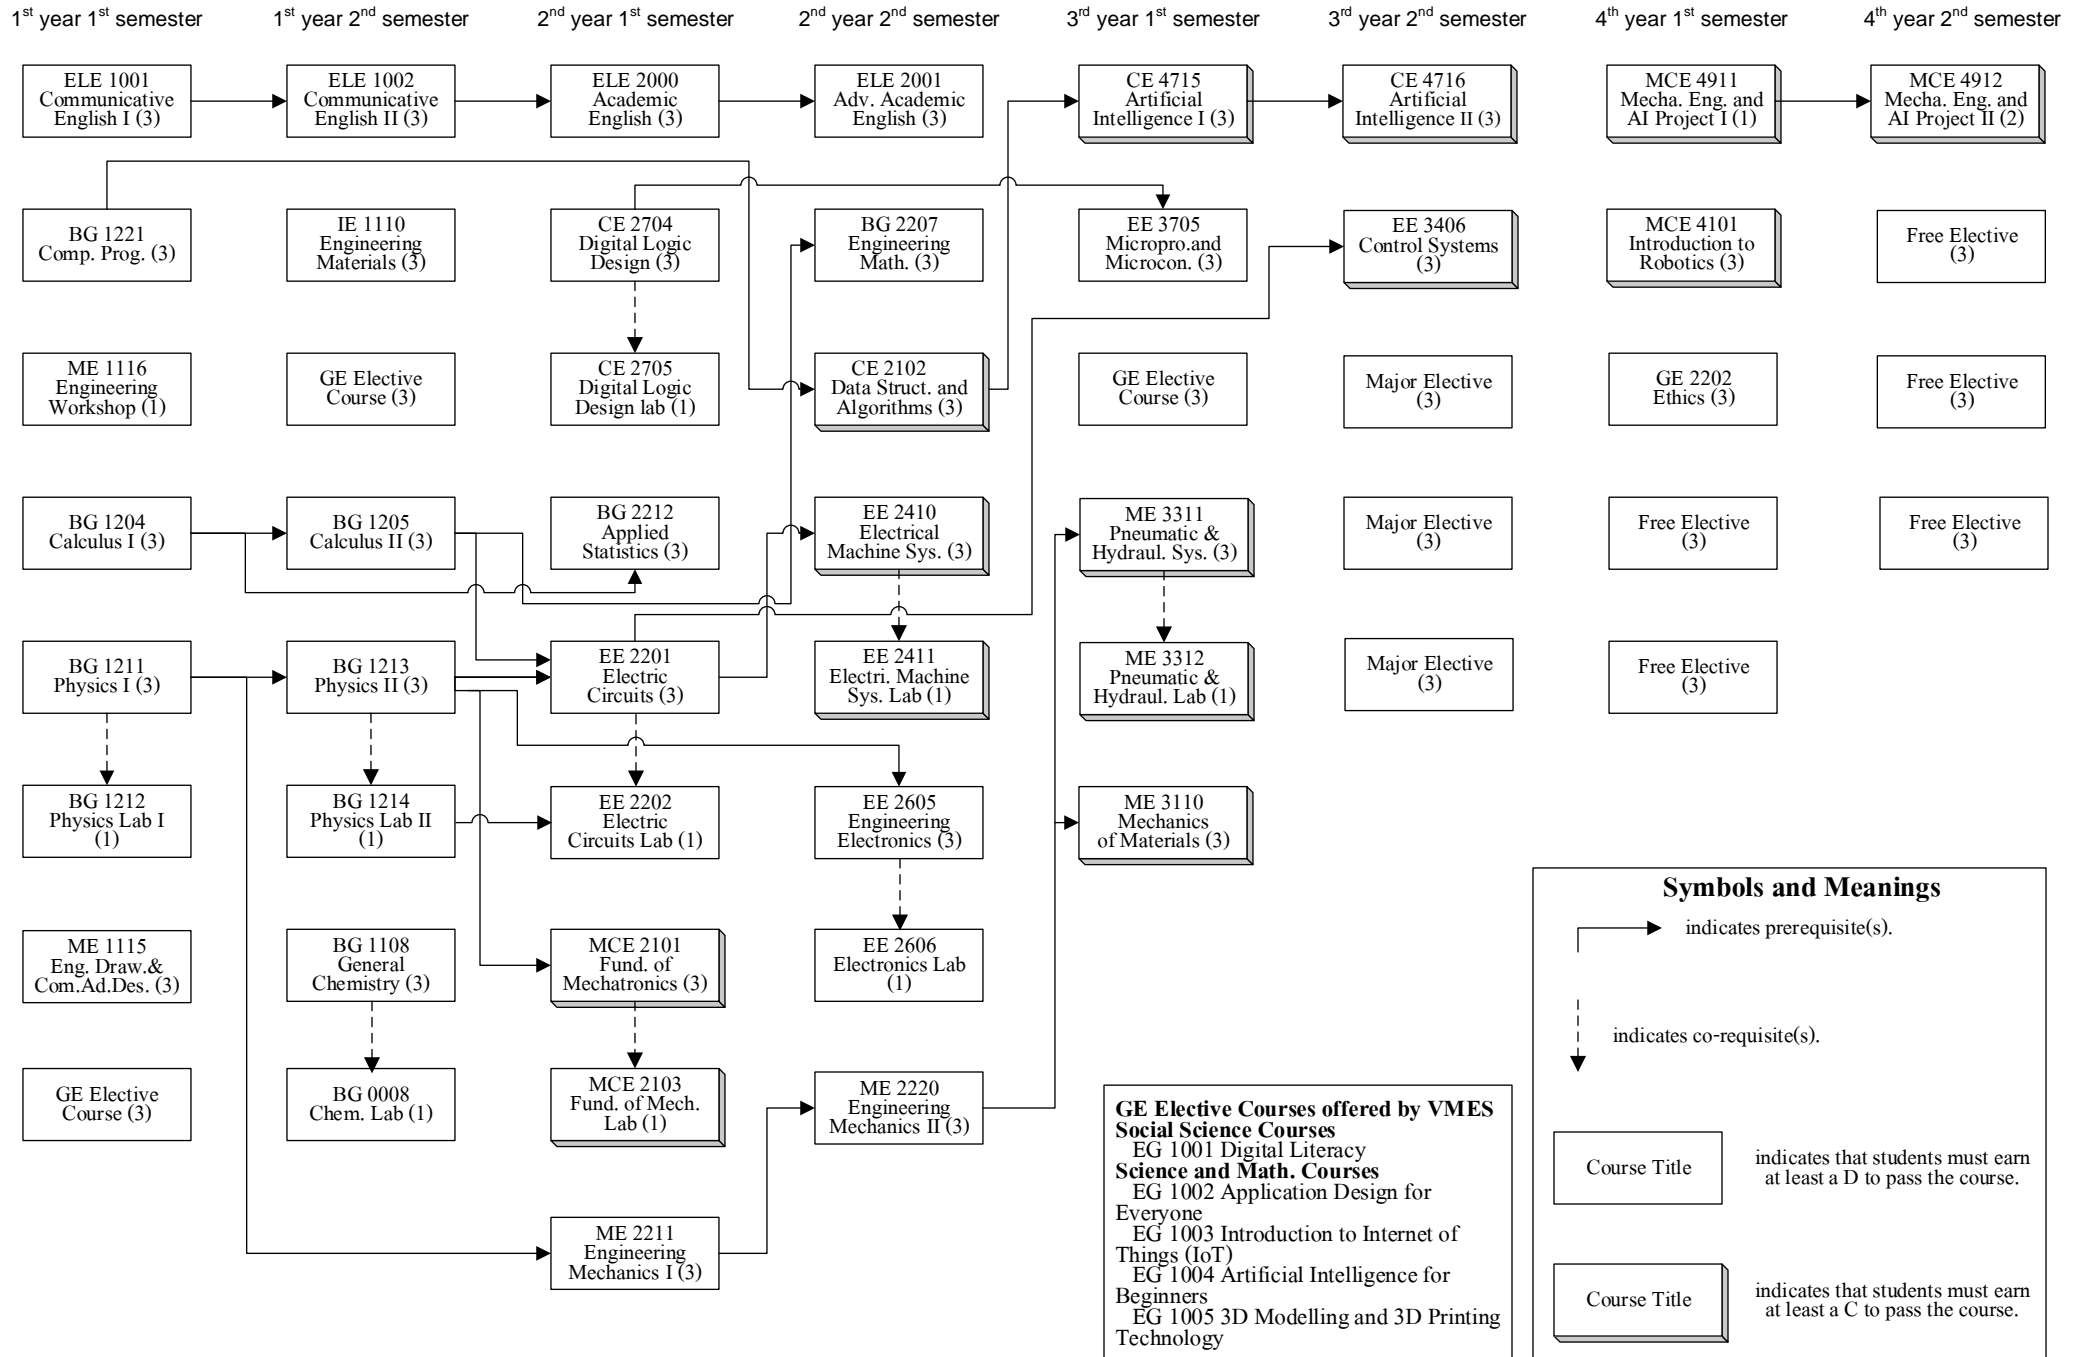 1st year 1st semester
1st year 2nd semester
2nd year 1st semester
2nd year 2nd semester
3rd year 1st semester
3rd year 2nd semester
4th year 1st semester
4th year 2nd semester
ELE 1001
Communicative
English I (3)
ELE 1002
Communicative
English II (3)
ELE 2000
Academic
English (3)
ELE 2001
Adv. Academic
English (3)
CE 4715
Artificial
Intelligence I (3)
CE 4716
Artificial
Intelligence II (3)
MCE 4911
Mecha. Eng. and
AI Project I (1)
MCE 4912
Mecha. Eng. and
AI Project II (2)
BG 1221
Comp. Prog. (3)
IE 1110
Engineering
Materials (3)
CE 2704
Digital Logic
Design (3)
BG 2207
Engineering
Math. (3)
EE 3705
Micropro.and
Microcon. (3)
EE 3406
Control Systems
(3)
MCE 4101
Introduction to
Robotics (3)
Free Elective
(3)
ME 1116
Engineering
Workshop (1)
GE Elective
Course (3)
CE 2705
Digital Logic
Design lab (1)
CE 2102
Data Struct. and
Algorithms (3)
GE Elective
Course (3)
Major Elective
(3)
GE 2202
Ethics (3)
Free Elective
(3)
BG 1204
Calculus I (3)
BG 1205
Calculus II (3)
BG 2212
Applied
Statistics (3)
EE 2410
Electrical
Machine Sys. (3)
ME 3311
Pneumatic &
Hydraul. Sys. (3)
Major Elective
(3)
Free Elective
(3)
Free Elective
(3)
BG 1211
Physics I (3)
BG 1213
Physics II (3)
EE 2201
Electric
Circuits (3)
EE 2411
Electri. Machine
Sys. Lab (1)
ME 3312
Pneumatic &
Hydraul. Lab (1)
Major Elective
(3)
Free Elective
(3)
BG 1212
Physics Lab I
(1)
BG 1214
Physics Lab II
(1)
EE 2202
Electric
Circuits Lab (1)
EE 2605
Engineering
Electronics (3)
ME 3110
Mechanics
of Materials (3)
ME 1115
Eng. Draw.&
Com.Ad.Des. (3)
BG 1108
General
Chemistry (3)
MCE 2101
Fund. of
Mechatronics (3)
EE 2606
Electronics Lab
(1)
GE Elective
Course (3)
BG 0008
Chem. Lab (1)
MCE 2103
Fund. of Mech.
Lab (1)
ME 2220
Engineering
Mechanics II (3)
ME 2211
Engineering
Mechanics I (3)
GE Elective Courses offered by VMES
Social Science Courses
EG 1001 Digital Literacy
Science and Math. Courses
EG 1002 Application Design for
Everyone
EG 1003 Introduction to Internet of
Things (IoT)
EG 1004 Artificial Intelligence for
Beginners
EG 1005 3D Modelling and 3D Printing
Technology
Symbols and Meanings
indicates prerequisite(s).
indicates co-requisite(s).
Course Title
indicates that students must earn
at least a D to pass the course.
Course Title
indicates that students must earn
at least a C to pass the course.